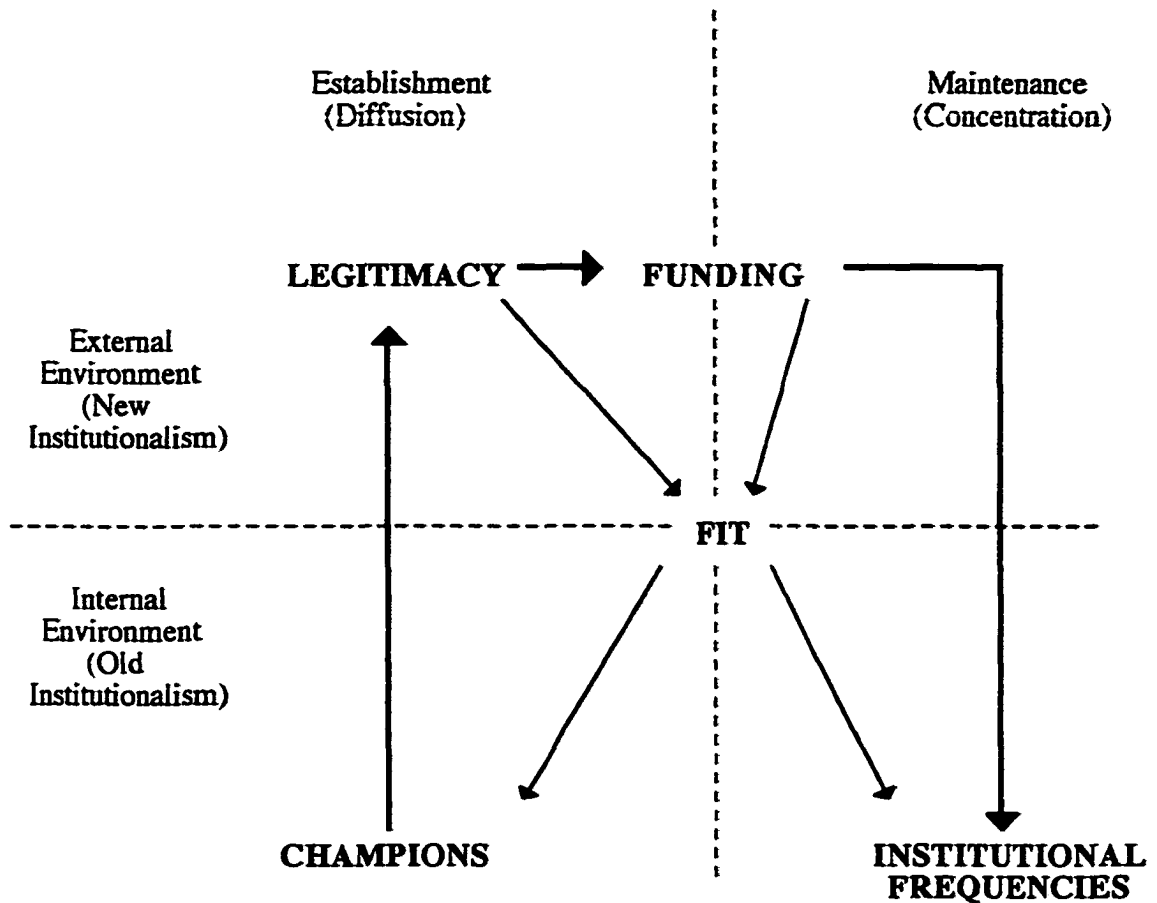 Establishment
(Diffusion)
Maintenance
(Concentration)
LEGITIMACY
FUNDING
External
Environment
(New
Institutionalism)
FIT
Internal
Environment
(Old
Institutionalism)
CHAMPIONS
INSTITUTIONAL
FREQUENCIES